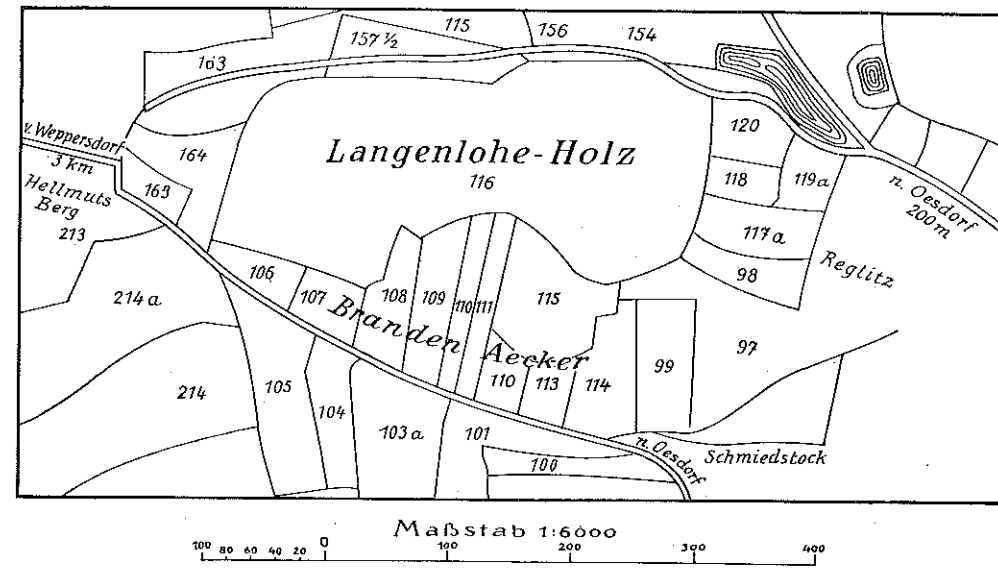 115
157 ½
156
154
163
v. Weppersdorf
3 km
164
Langenlohe-Holz
116
120
118
119a
163
Hellmuts
Berg
213
n. Oesdorf
200m
117a
Reglitz
98
106
107
108
109
110
111
115
214a
Branden Aecker
97
99
110
113
114
214
105
104
103a
101
100
n. Oesdorf
Schmiedstock
Maßstab 1:6000
100 80 60 40 20 0 100 200 300 400